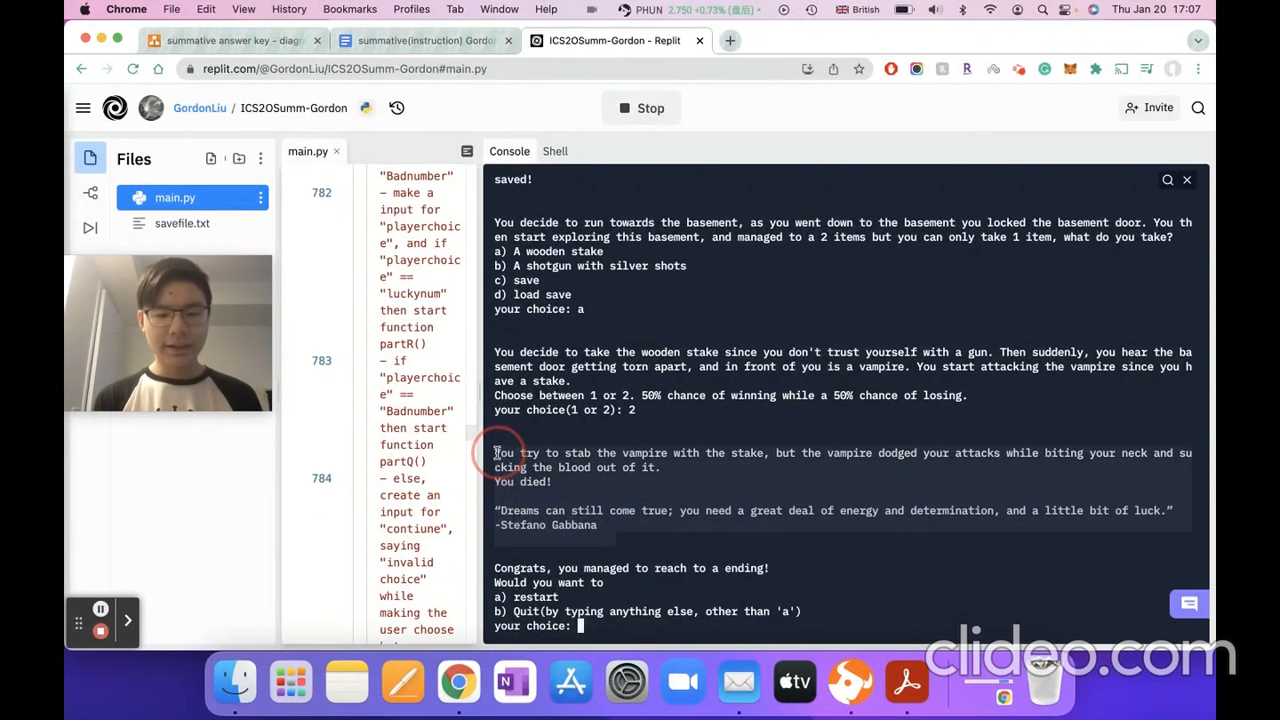 Chrome File Edit View History Bookmarks Profiles Tab Window Help PHUN 2.750 +0.73% (盘后) British Thu Jan 20 17:07
summative answer key - diagr × summative(instruction) Gordo × ICS2OSumm-Gordon - Replit × +
replit.com/@GordonLiu/ICS2OSumm-Gordon#main.py
GordonLiu / ICS2OSumm-Gordon Stop Invite
Files
main.py
savefile.txt
main.py ×
"Badnumber"
782 - make a
input for
"playerchoic
e", and if
"playerchoic
e" ==
"luckynum"
then start
function
partR()
783 - if
"playerchoic
e" ==
"Badnumber"
then start
function
partQ()
784 - else,
create an
input for
"contiune",
saying
"invalid
choice"
while
making the
user choose
Console Shell
saved!
You decide to run towards the basement, as you went down to the basement you locked the basement door. You th
en start exploring this basement, and managed to a 2 items but you can only take 1 item, what do you take?
a) A wooden stake
b) A shotgun with silver shots
c) save
d) load save
your choice: a
You decide to take the wooden stake since you don't trust yourself with a gun. Then suddenly, you hear the ba
sement door getting torn apart, and in front of you is a vampire. You start attacking the vampire since you h
ave a stake.
Choose between 1 or 2. 50% chance of winning while a 50% chance of losing.
your choice(1 or 2): 2
You try to stab the vampire with the stake, but the vampire dodged your attacks while biting your neck and su
cking the blood out of it.
You died!
“Dreams can still come true; you need a great deal of energy and determination, and a little bit of luck.”
-Stefano Gabbana
Congrats, you managed to reach to a ending!
Would you want to
a) restart
b) Quit(by typing anything else, other than 'a')
your choice:
tv
clideo.com